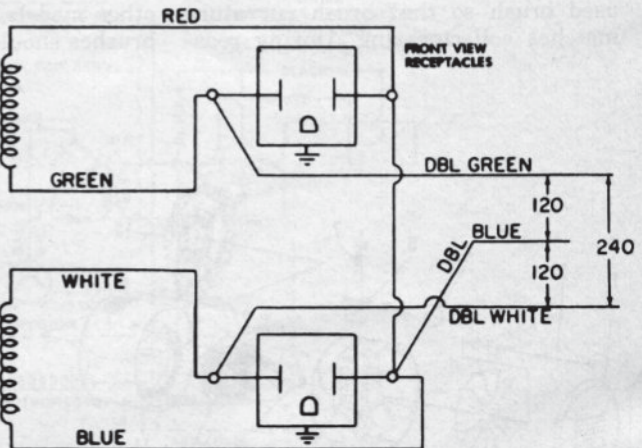 RED
FRONT VIEW
RECEPTACLES
GREEN
DBL GREEN
120
DBL BLUE
240
120
WHITE
DBL WHITE
BLUE